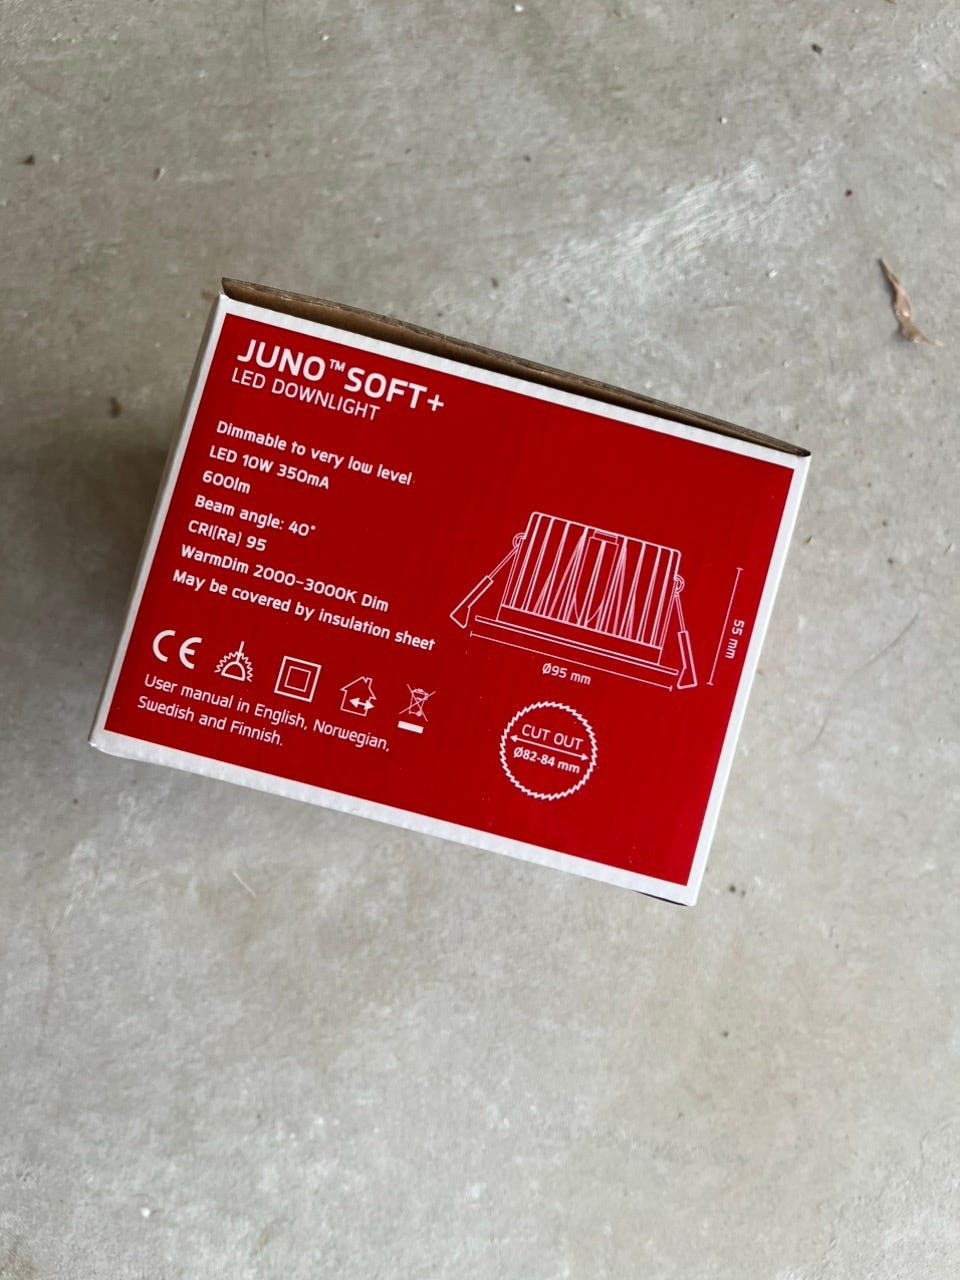 JUNO™ SOFT+
LED DOWNLIGHT
Dimmable to very low level
LED 10W 350mA
600lm
Beam angle: 40°
CRI(Ra) 95
WarmDim 2000-3000K Dim
May be covered by insulation sheet
CE
User manual in English, Norwegian,
Swedish and Finnish.
55 mm
Ø95 mm
CUT OUT
Ø82-84 mm